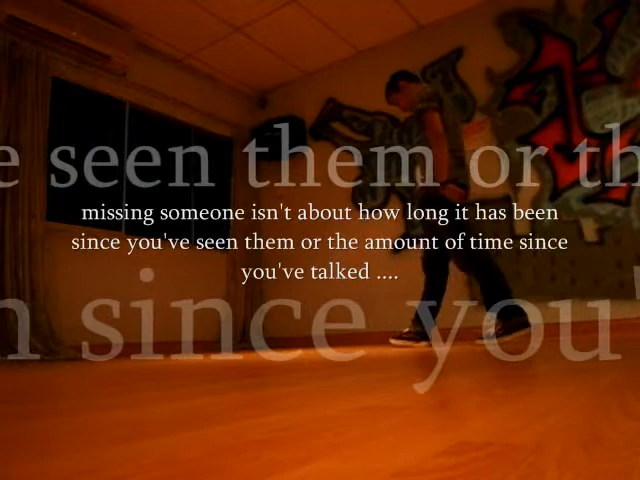 e seen them or th
missing someone isn't about how long it has been
since you've seen them or the amount of time since
you've talked ....
n since you'